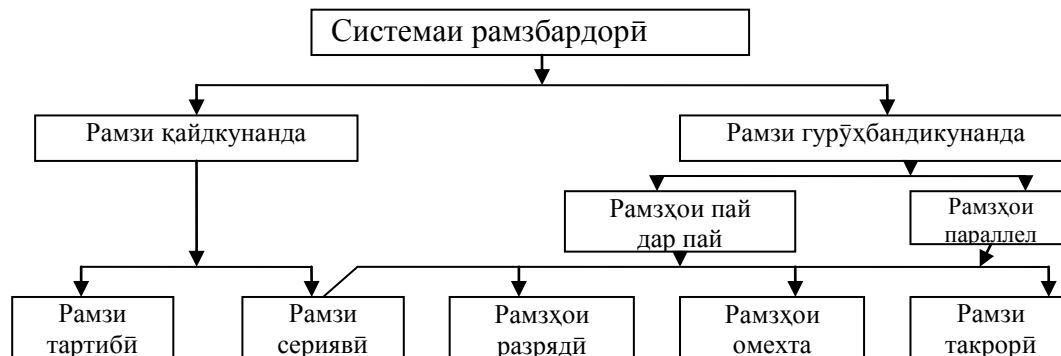 Системаи рамзбардорӣ
Рамзи қайдкунанда
Рамзи гурӯҳбандикунанда
Рамзҳои пай
дар пай
Рамзҳои
параллел
Рамзи
тартибӣ
Рамзи
сериявӣ
Рамзҳои
разрядӣ
Рамзҳои
омехта
Рамзи
такрорӣ